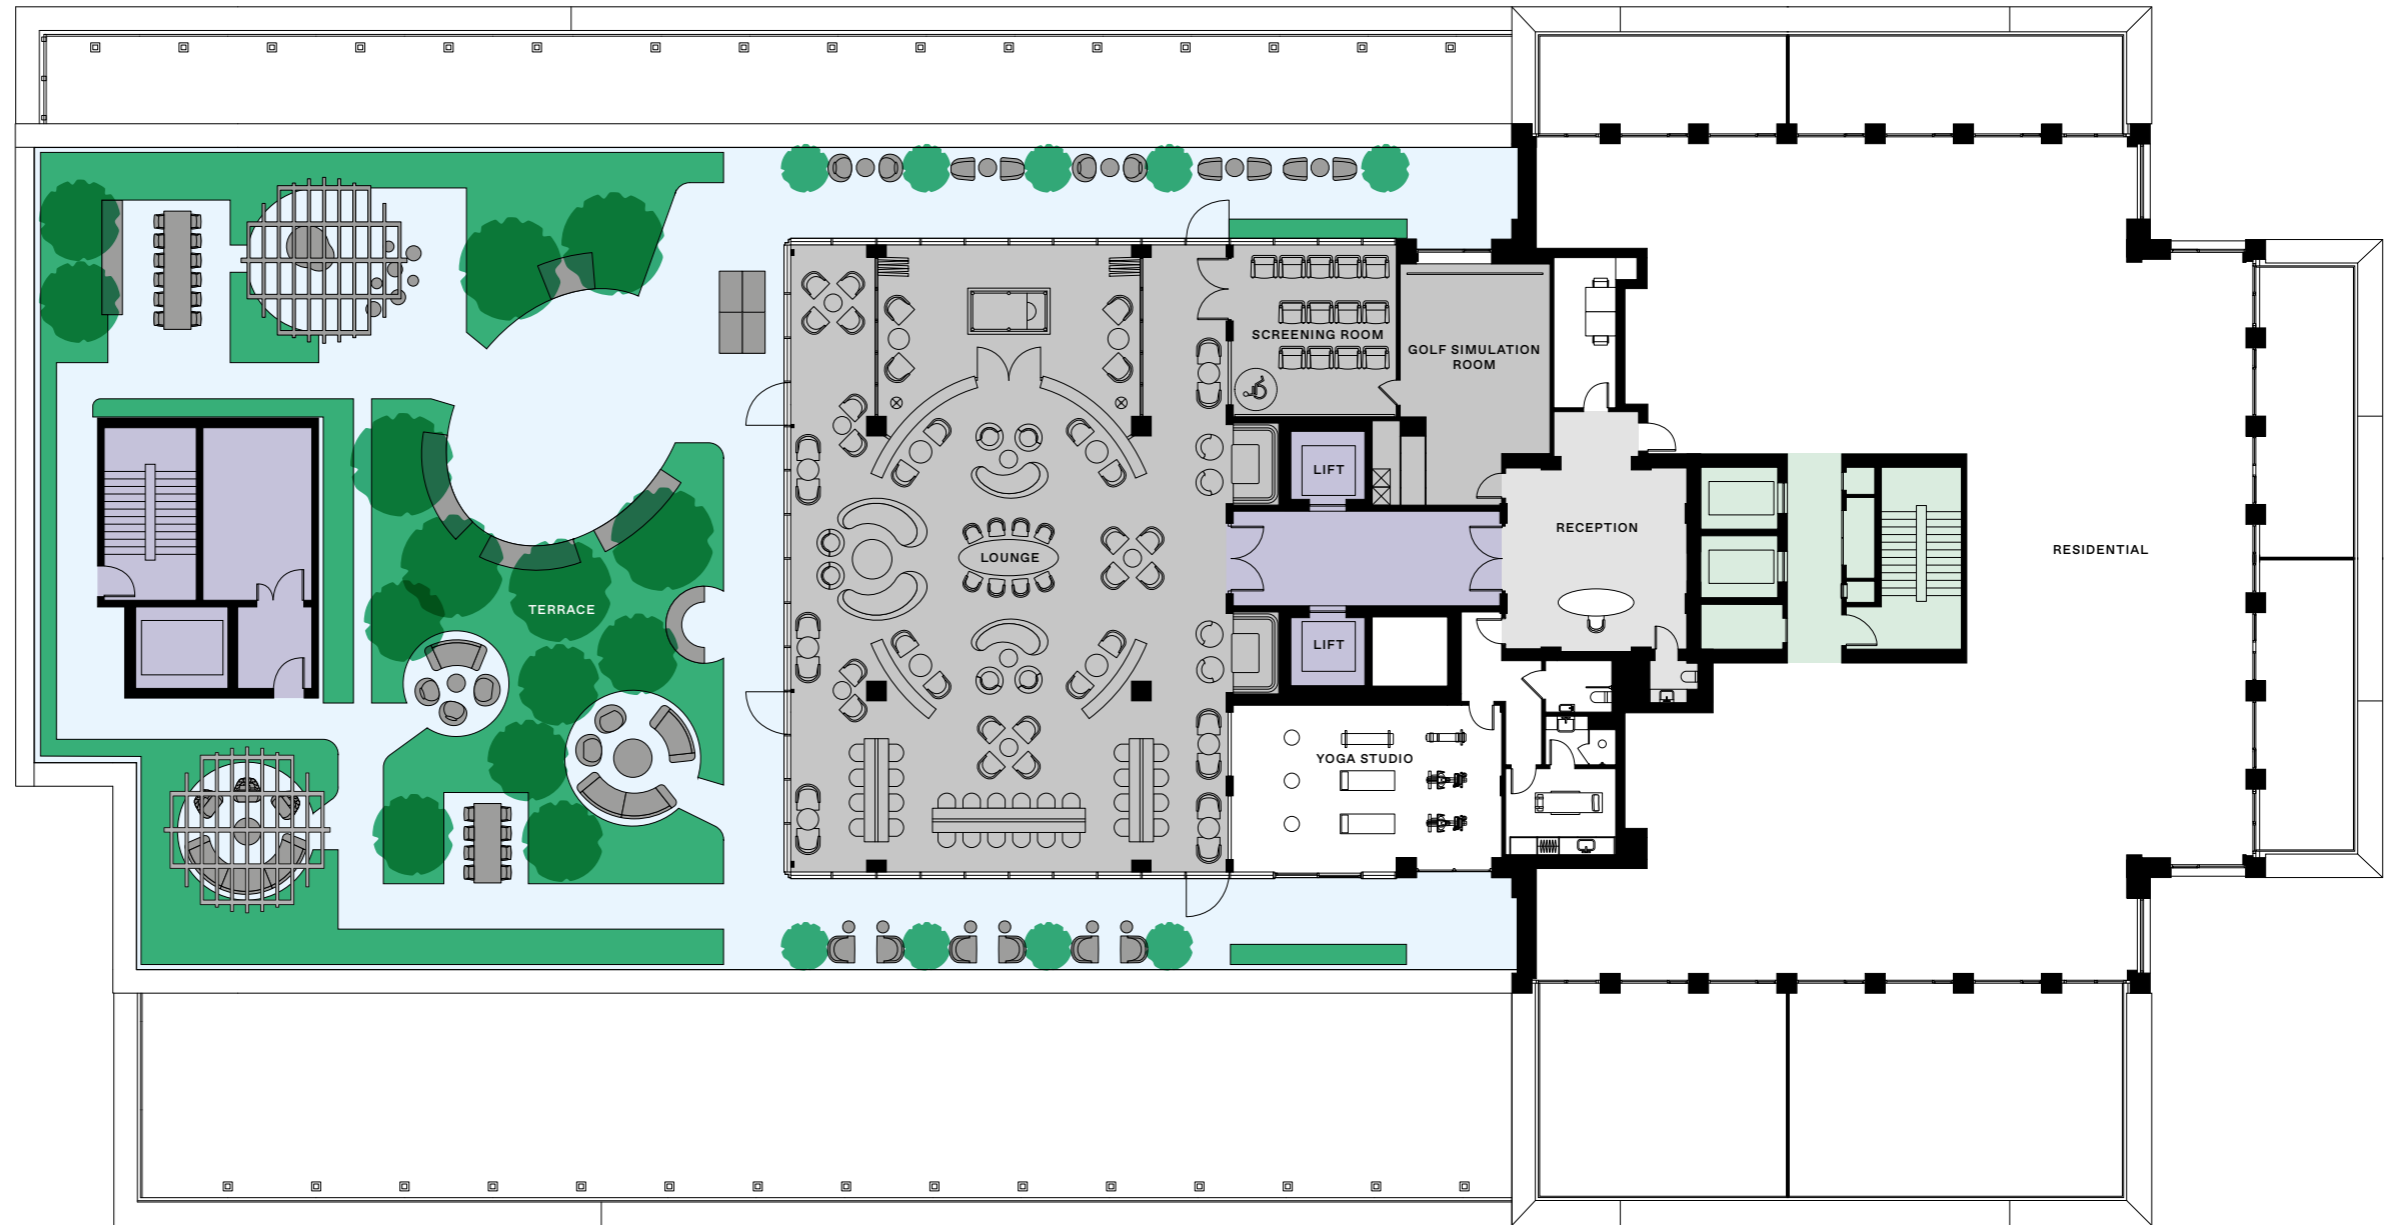 SCREENING ROOM
GOLF SIMULATION
ROOM
LIFT
RECEPTION
RESIDENTIAL
LOUNGE
TERRACE
LIFT
YOGA STUDIO